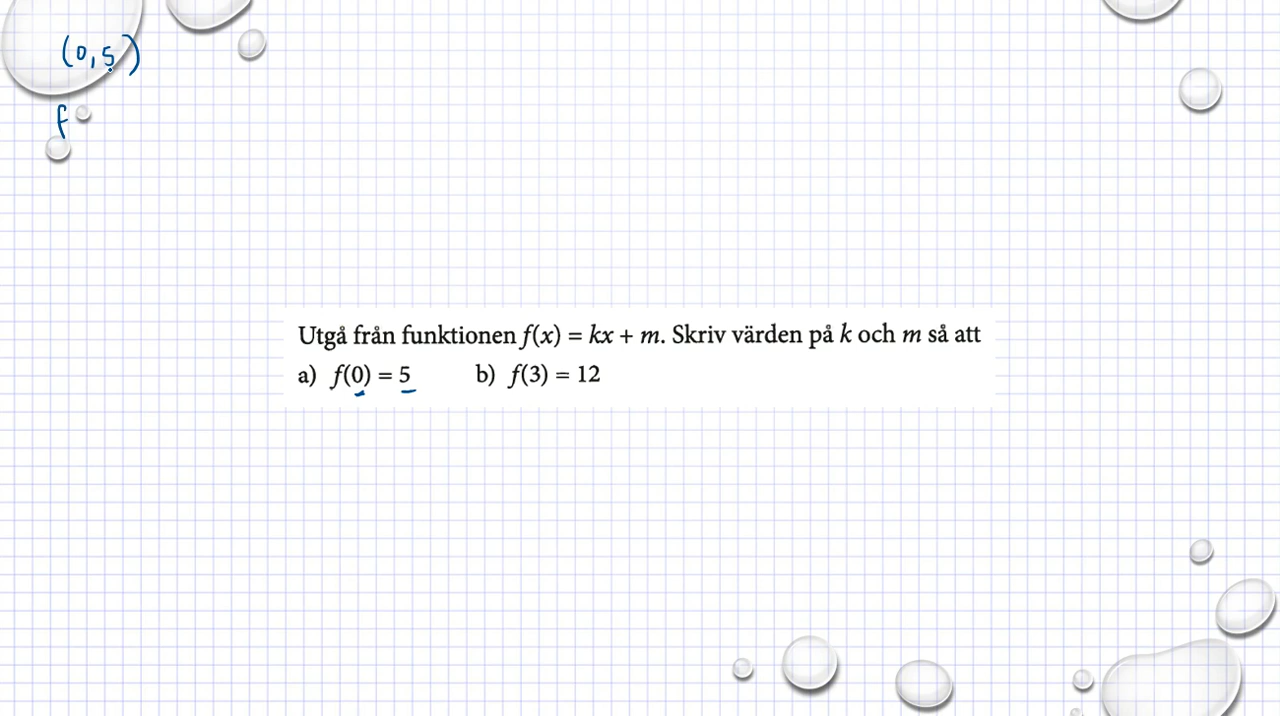 (0,5)
f
Utgå från funktionen f(x) = kx + m. Skriv värden på k och m så att
a) f(0) = 5 b) f(3) = 12